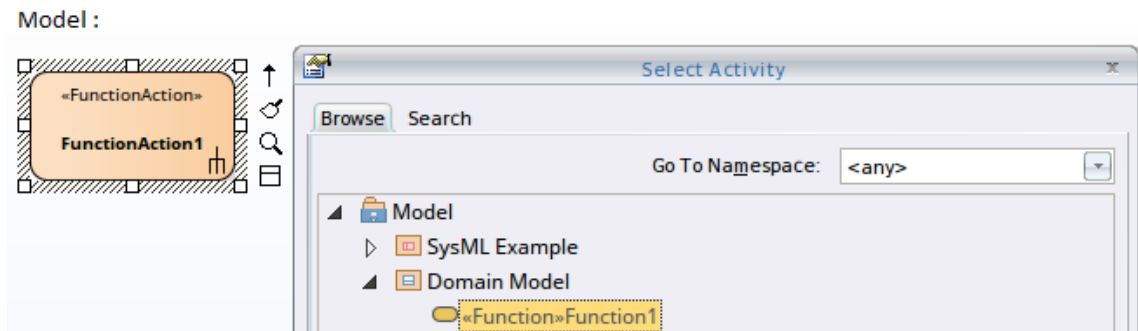 Model :
«FunctionAction»
FunctionAction1
Select Activity
Browse Search
Go To Namespace: <any>
Model
SysML Example
Domain Model
«Function»Function1